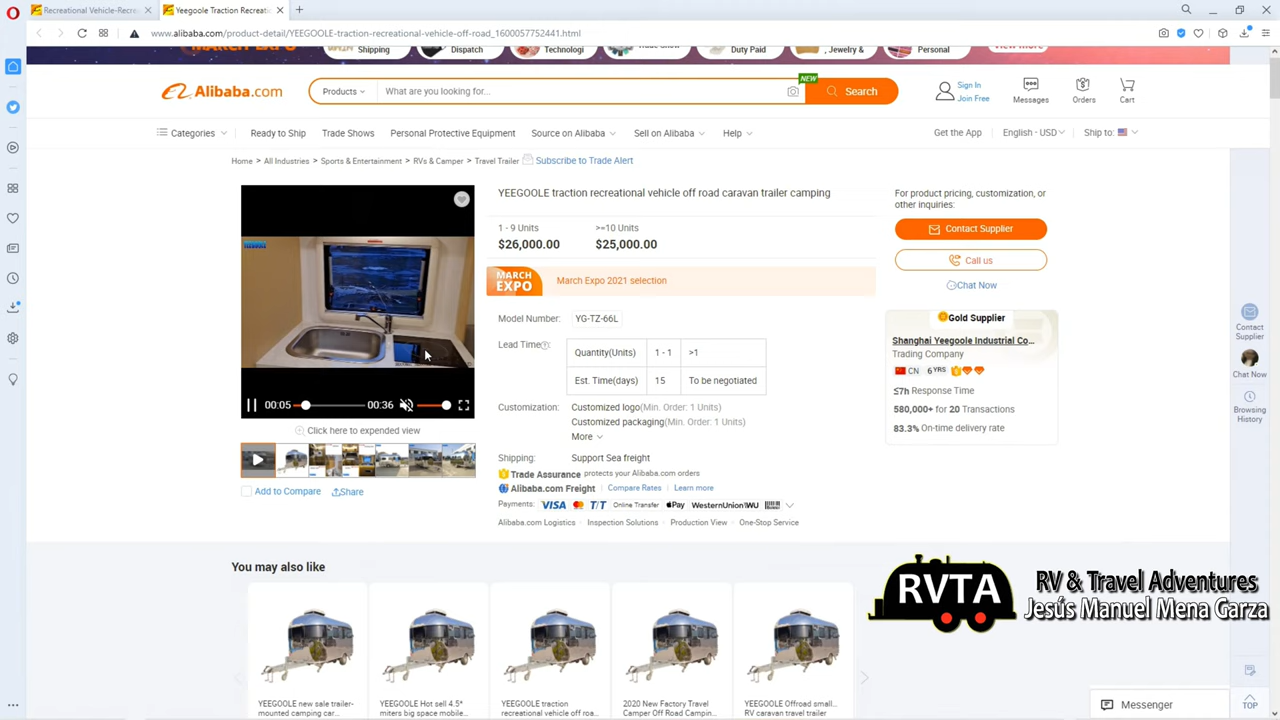 Recreational Vehicle-Recre
Yeegoole Traction Recreati
www.alibaba.com/product-detail/YEEGOOLE-traction-recreational-vehicle-off-road_1600057752441.html
MARCH EXPO
Shipping
Dispatch
Technologi
Trade Show
Duty Paid
, Jewelry &
Personal
View more
Alibaba.com
Products
What are you looking for...
NEW
Search
Sign In
Join Free
Messages
Orders
Cart
Categories
Ready to Ship
Trade Shows
Personal Protective Equipment
Source on Alibaba
Sell on Alibaba
Help
Get the App
English - USD
Ship to:
Home > All Industries > Sports & Entertainment > RVs & Camper > Travel Trailer
Subscribe to Trade Alert
YEEGOOLE traction recreational vehicle off road caravan trailer camping
1 - 9 Units
>=10 Units
$26,000.00
$25,000.00
MARCH
EXPO
March Expo 2021 selection
Model Number:
YG-TZ-66L
Lead Time
Quantity(Units)
1 - 1
>1
Est. Time(days)
15
To be negotiated
Customization:
Customized logo(Min. Order: 1 Units)
Customized packaging(Min. Order: 1 Units)
More
Shipping:
Support Sea freight
Trade Assurance protects your Alibaba.com orders
Alibaba.com Freight
Compare Rates
Learn more
Payments:
VISA
T/T
Online Transfer
Pay
WesternUnion WU
Alibaba.com Logistics · Inspection Solutions · Production View · One-Stop Service
00:05
00:36
Click here to expended view
Add to Compare
Share
For product pricing, customization, or
other inquiries:
Contact Supplier
Call us
Chat Now
Gold Supplier
Shanghai Yeegoole Industrial Co...
Trading Company
CN
6 YRS
≤7h Response Time
580,000+ for 20 Transactions
83.3% On-time delivery rate
Contact
Supplier
Chat Now
Browsing
History
You may also like
YEEGOOLE new sale trailer-
mounted camping car...
YEEGOOLE Hot sell 4.5*
miters big space mobile...
YEEGOOLE traction
recreational vehicle off roa...
2020 New Factory Travel
Camper Off Road Campin...
YEEGOOLE Offroad small...
RV caravan travel trailer
RVTA
RV & Travel Adventures
Jesús Manuel Mena Garza
Messenger
TOP